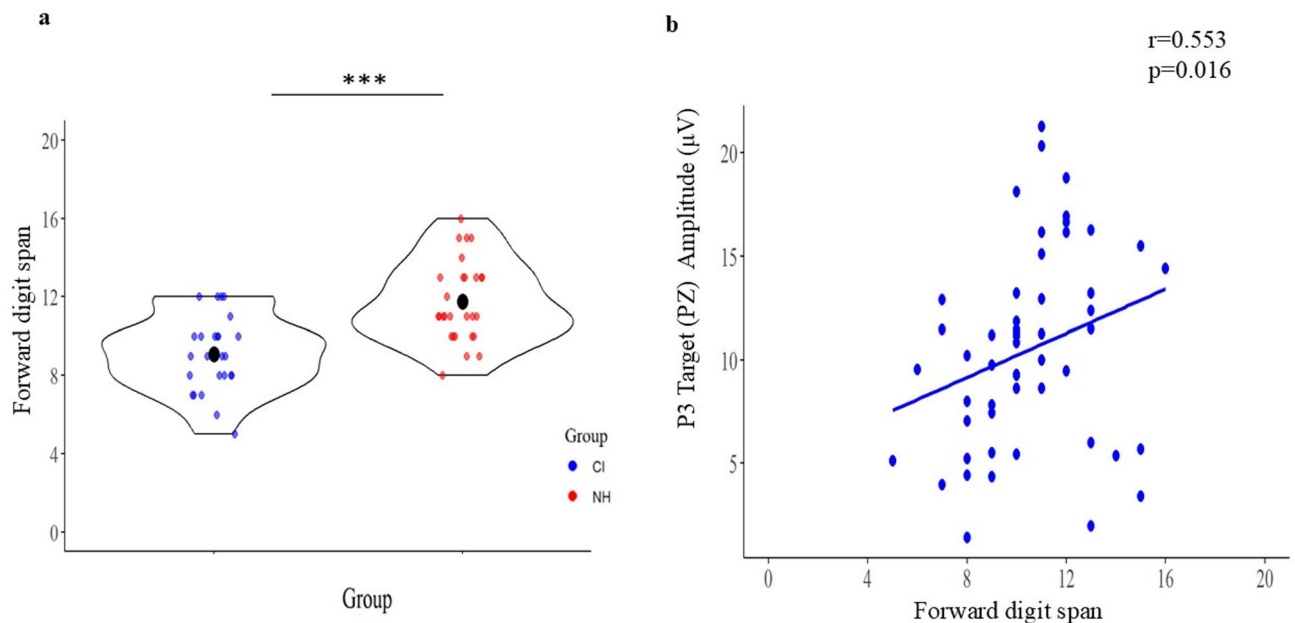 a
***
20
16
12
8
4
0
Forward digit span
Group
Group
CI
NH
b
r=0.553
p=0.016
P3 Target (PZ) Amplitude (µV)
20
15
10
5
0 4 8 12 16 20
Forward digit span